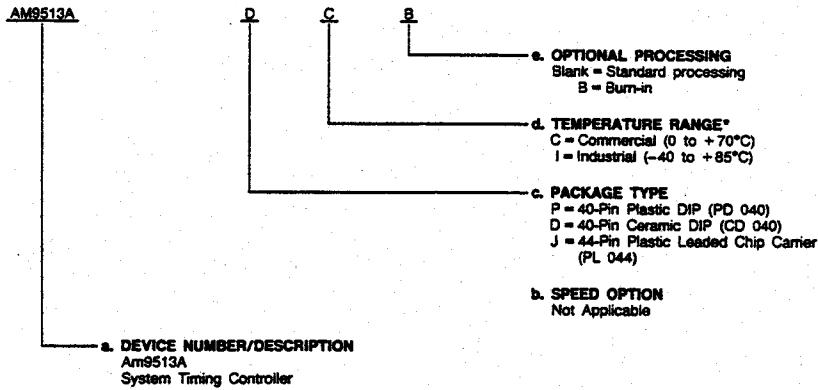 AM9513A D C B
e. OPTIONAL PROCESSING
Blank = Standard processing
B = Burn-in
d. TEMPERATURE RANGE*
C = Commercial (0 to +70°C)
I = Industrial (−40 to +85°C)
c. PACKAGE TYPE
P = 40-Pin Plastic DIP (PD 040)
D = 40-Pin Ceramic DIP (CD 040)
J = 44-Pin Plastic Leaded Chip Carrier
(PL 044)
b. SPEED OPTION
Not Applicable
a. DEVICE NUMBER/DESCRIPTION
Am9513A
System Timing Controller